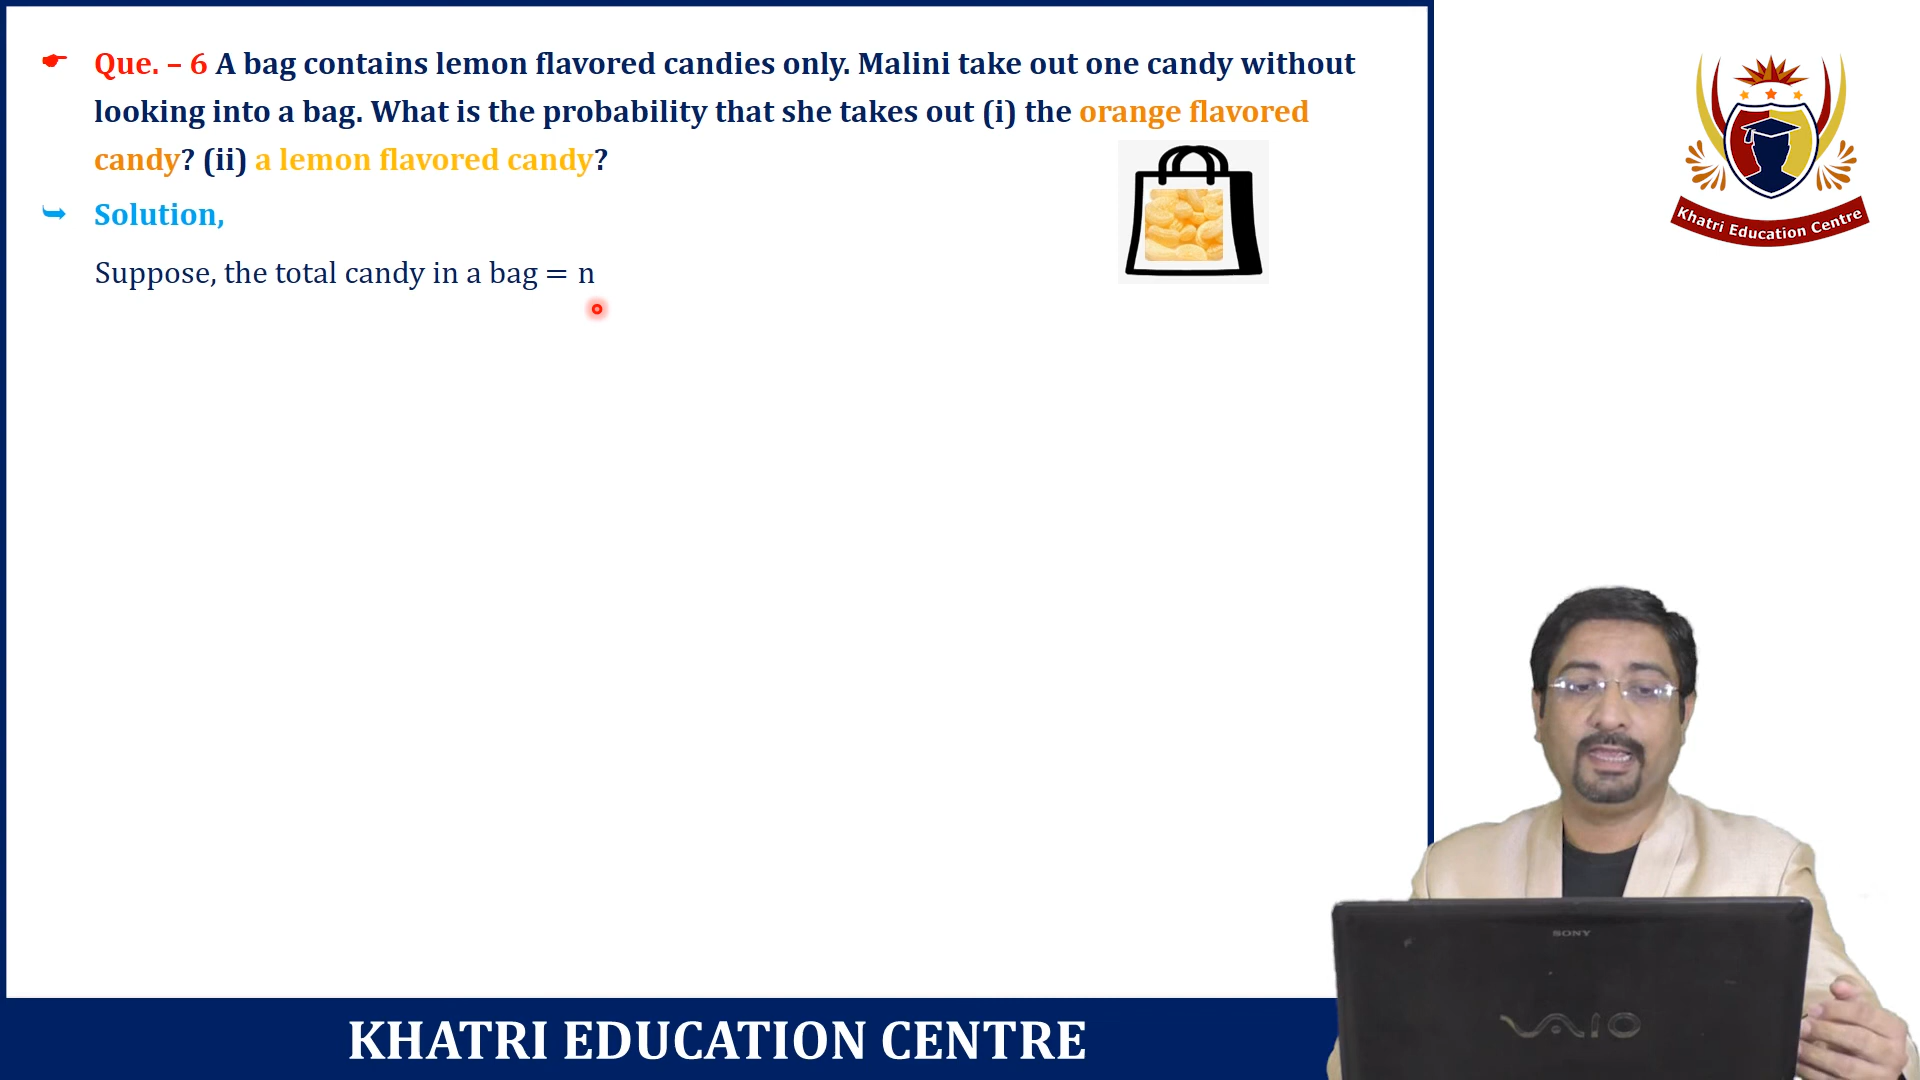 Que. – 6 A bag contains lemon flavored candies only. Malini take out one candy without
looking into a bag. What is the probability that she takes out (i) the orange flavored
candy? (ii) a lemon flavored candy?
Solution,
Suppose, the total candy in a bag = n
Khatri Education Centre
SONY
VAIO
KHATRI EDUCATION CENTRE